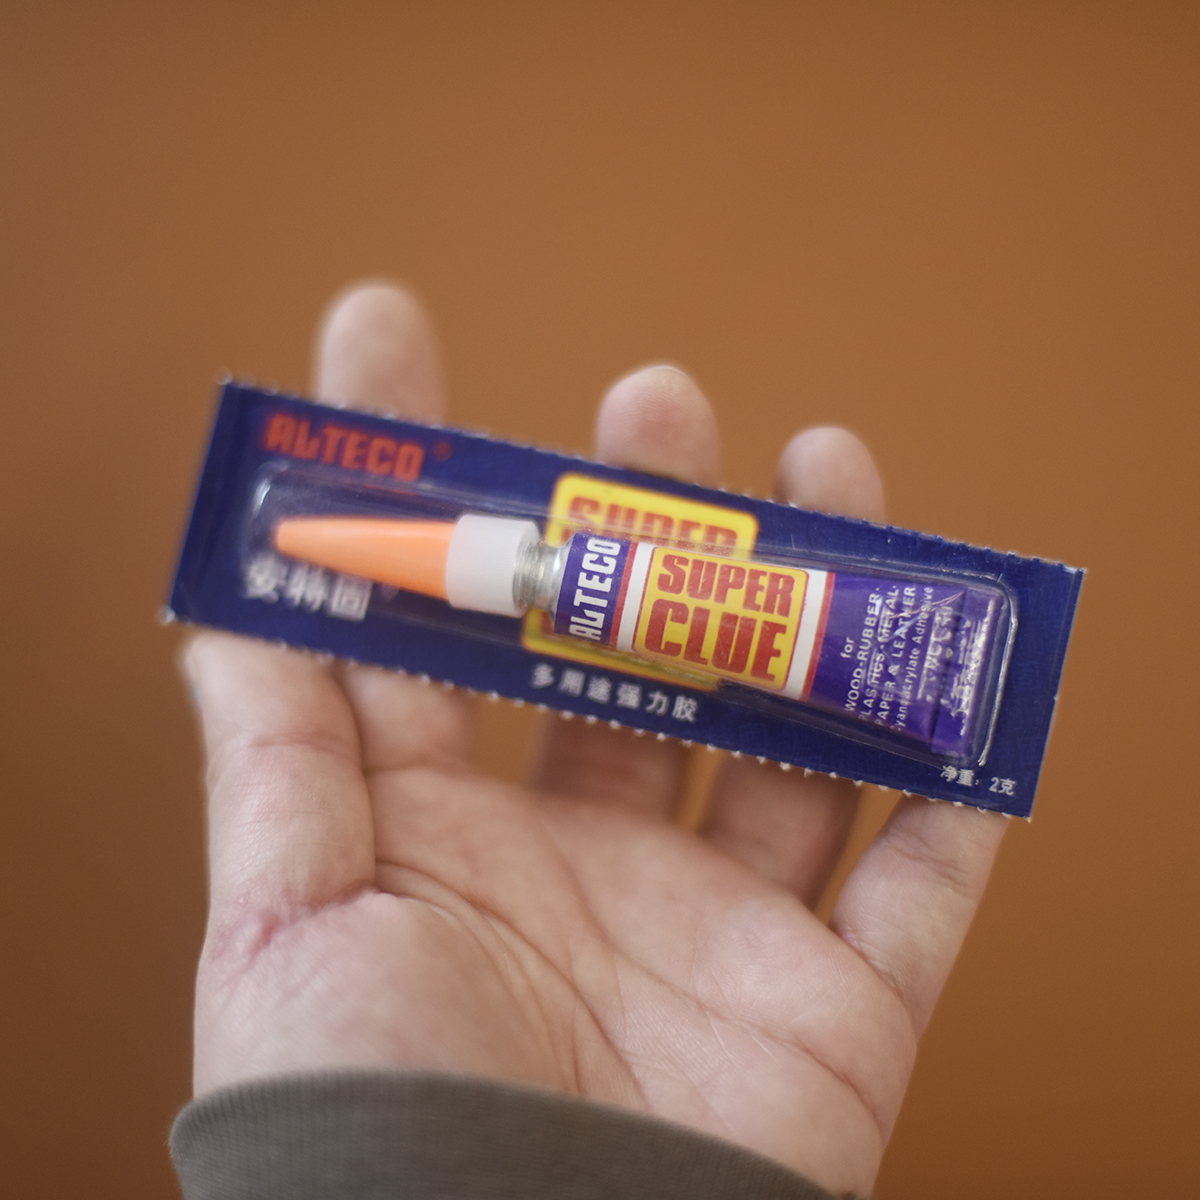 ALTECO®
安特固®
SUPER
多用途强力胶
净重: 2克
ALTECO
SUPER
CLUE
for
WOOD·RUBBER·
PLASTICS·METAL·
PAPER & LEATHER
Cyanoacrylate Adhesive